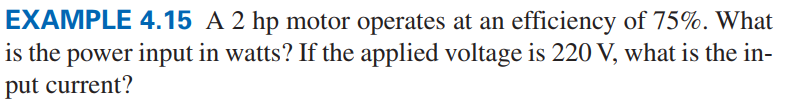 EXAMPLE 4.15 A 2 hp motor operates at an efficiency of 75%. What
is the power input in watts? If the applied voltage is 220 V, what is the in-
put current?